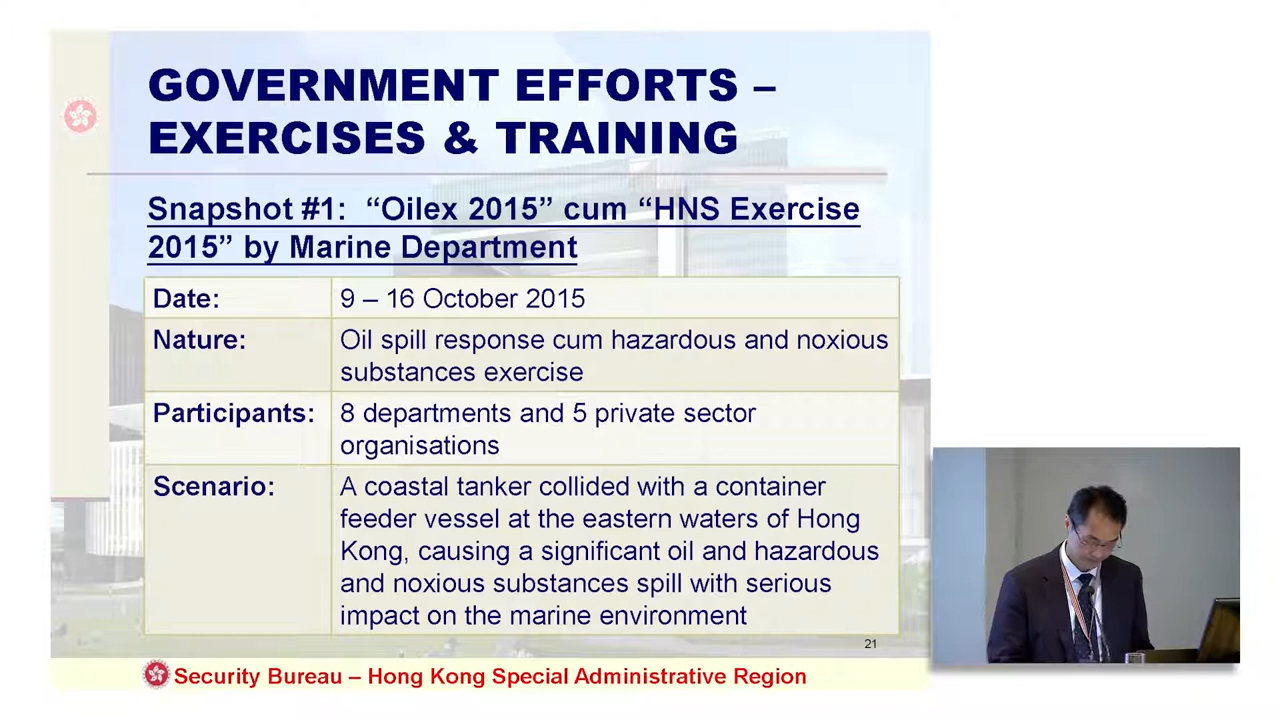 GOVERNMENT EFFORTS –
EXERCISES & TRAINING
Snapshot #1: “Oilex 2015” cum “HNS Exercise
2015” by Marine Department
Date: 9 – 16 October 2015
Nature: Oil spill response cum hazardous and noxious
substances exercise
Participants: 8 departments and 5 private sector
organisations
Scenario: A coastal tanker collided with a container
feeder vessel at the eastern waters of Hong
Kong, causing a significant oil and hazardous
and noxious substances spill with serious
impact on the marine environment
21
Security Bureau – Hong Kong Special Administrative Region